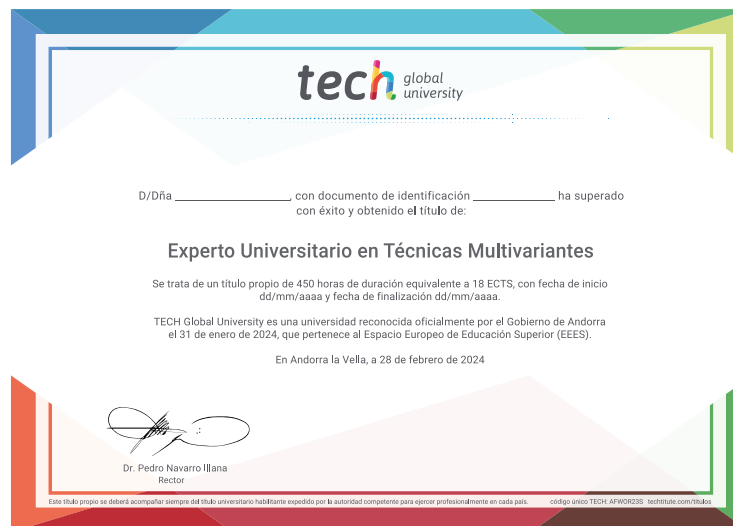 tech global
university
D/Dña ______________, con documento de identificación __________ ha superado
con éxito y obtenido el título de:
Experto Universitario en Técnicas Multivariantes
Se trata de un título propio de 450 horas de duración equivalente a 18 ECTS, con fecha de inicio
dd/mm/aaaa y fecha de finalización dd/mm/aaaa.
TECH Global University es una universidad reconocida oficialmente por el Gobierno de Andorra
el 31 de enero de 2024, que pertenece al Espacio Europeo de Educación Superior (EEES).
En Andorra la Vella, a 28 de febrero de 2024
Dr. Pedro Navarro Illana
Rector
Este título propio se deberá acompañar siempre del título universitario habilitante expedido por la autoridad competente para ejercer profesionalmente en cada país. código único TECH: AFWOR23S techtitute.com/titulos